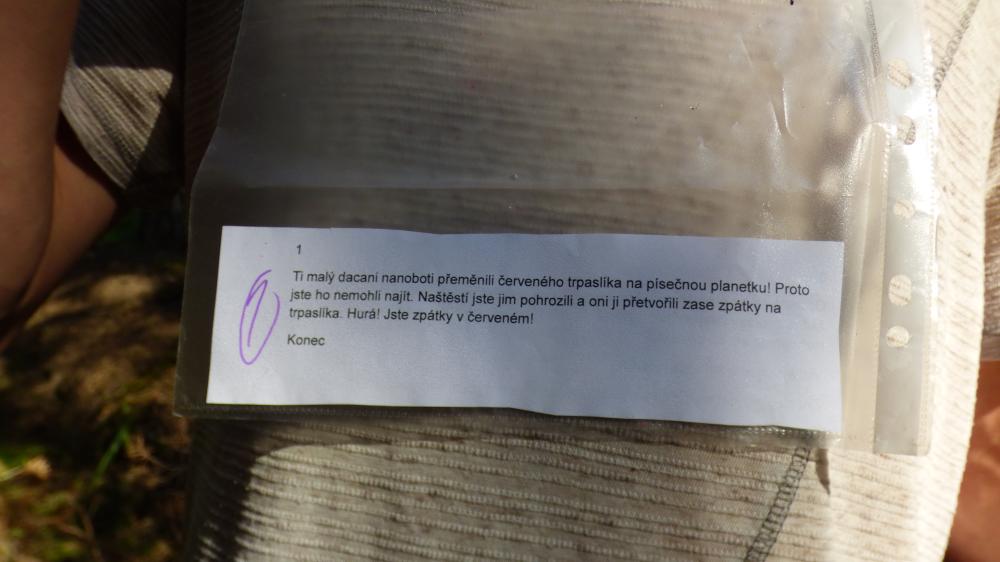 1
Ti malý dacaní nanoboti přeměnili červeného trpaslíka na písečnou planetku! Proto
jste ho nemohli najít. Naštěstí jste jim pohrozili a oni ji přetvořili zase zpátky na
trpaslíka. Hurá! Jste zpátky v červeném!
1
Konec